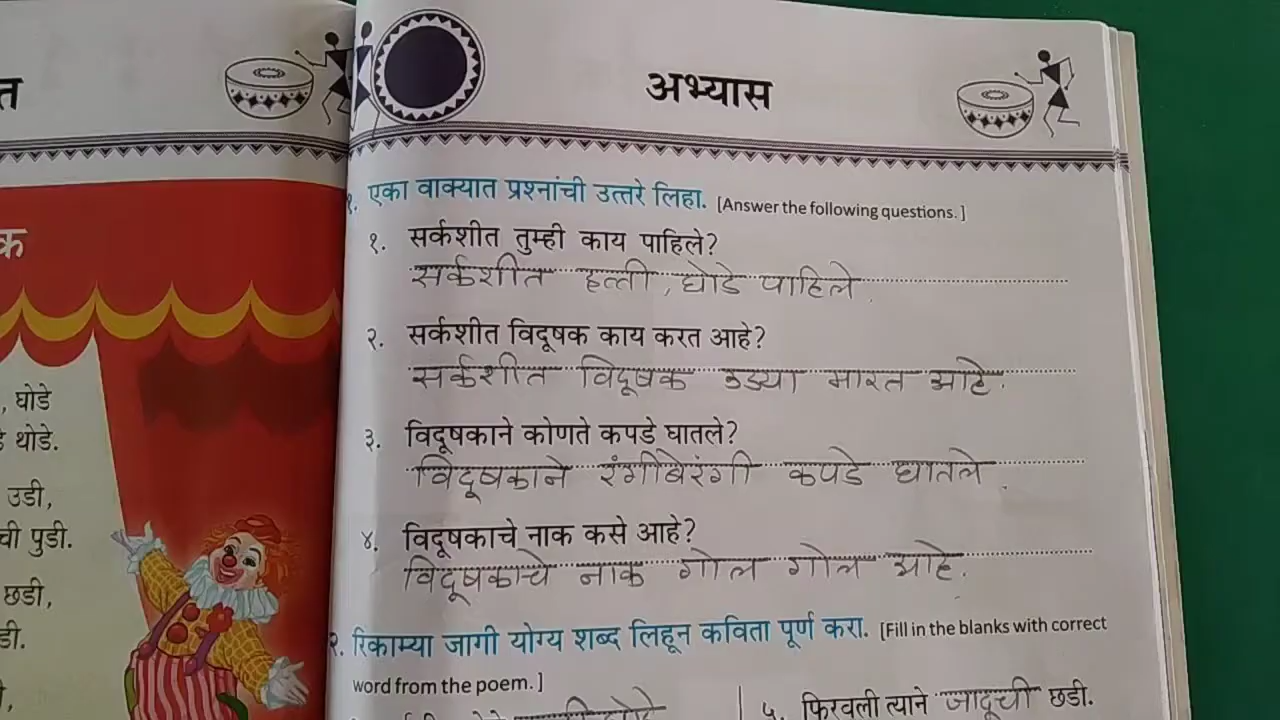 त
अभ्यास
क
, घोडे
थोडे.
उडी,
ची पुडी.
छडी,
डी.
१. एका वाक्यात प्रश्नांची उत्तरे लिहा. [Answer the following questions.]
१. सर्कशीत तुम्ही काय पाहिले?
सर्कशीत हत्ती, घोडे पाहिले.
२. सर्कशीत विदूषक काय करत आहे?
सर्कशीत विदूषक उड्या मारत आहे.
३. विदूषकाने कोणते कपडे घातले?
विदूषकाने रंगीबेरंगी कपडे घातले.
४. विदूषकाचे नाक कसे आहे?
विदूषकाचे नाक गोल गोल आहे.
२. रिकाम्या जागी योग्य शब्द लिहून कविता पूर्ण करा. [Fill in the blanks with correct
word from the poem.]
५. फिरवली त्याने जादूची छडी.